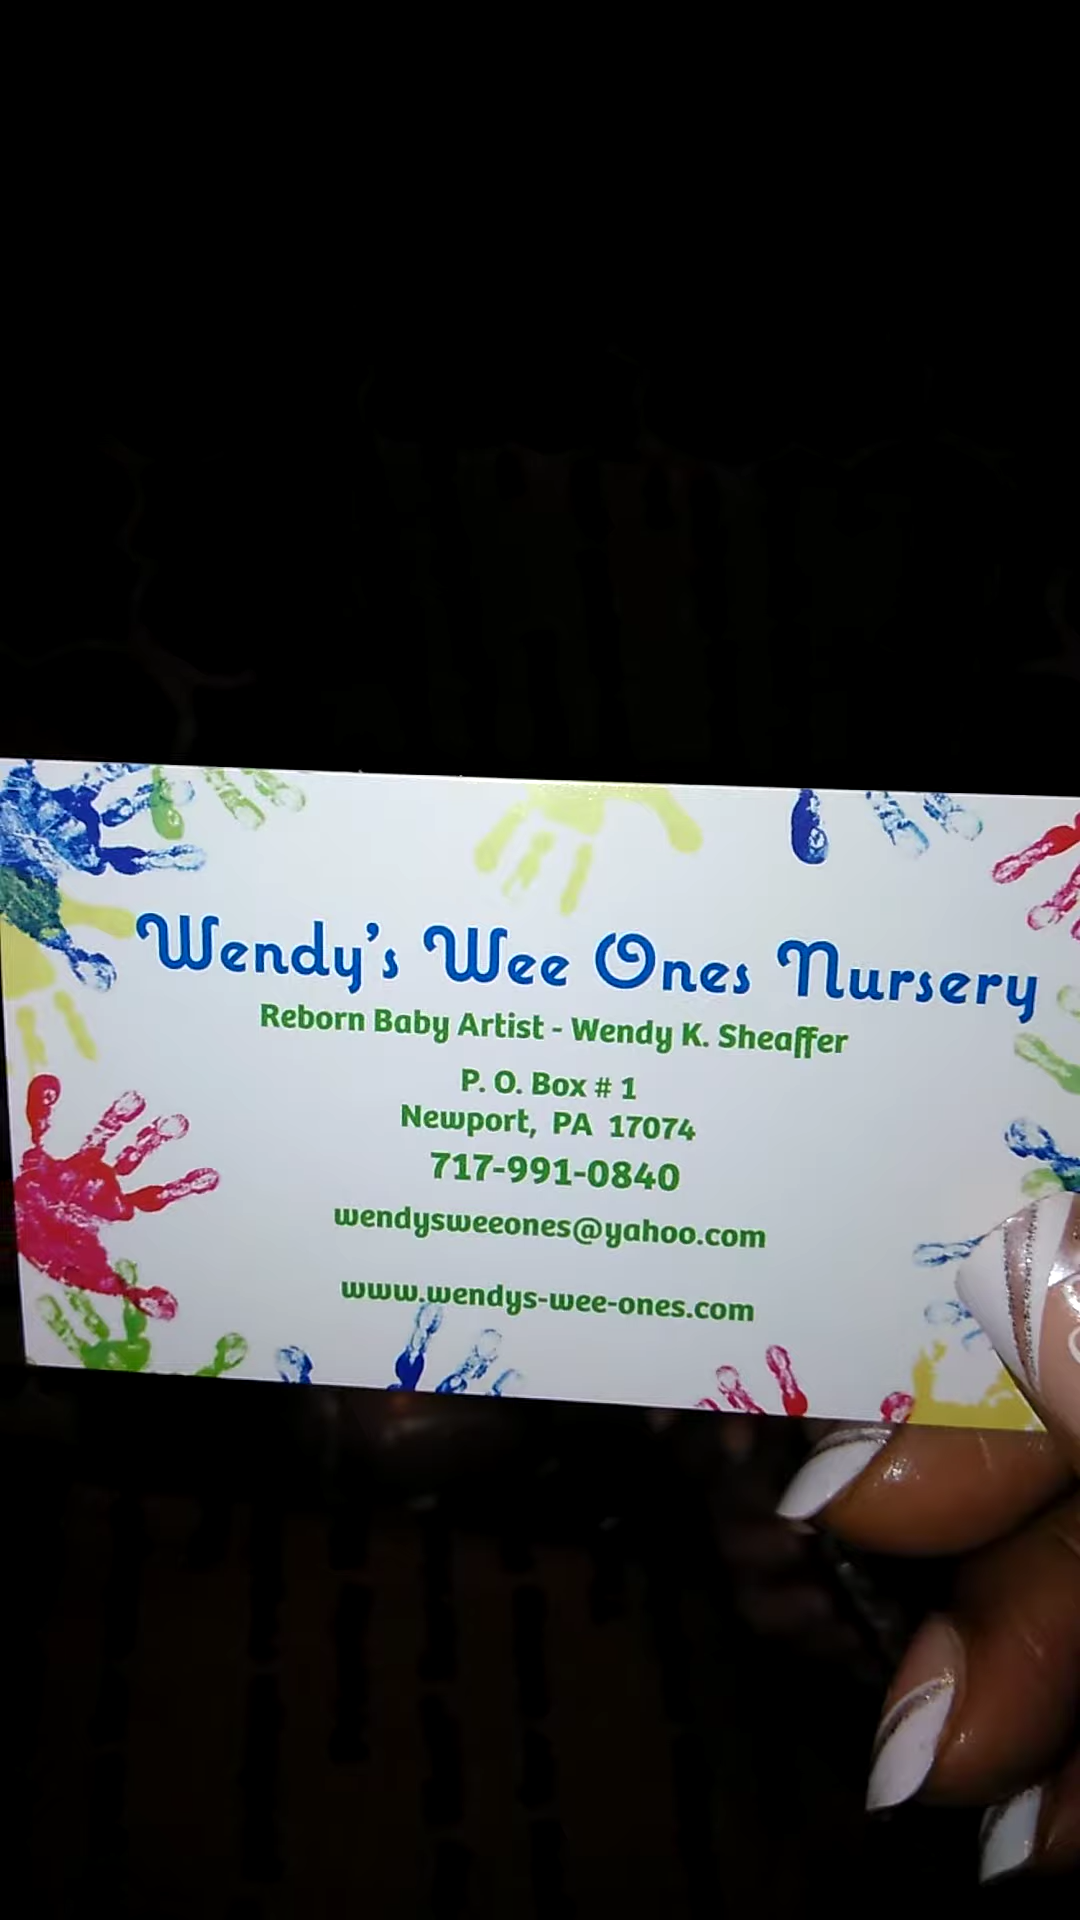 Wendy's Wee Ones Nursery
Reborn Baby Artist - Wendy K. Sheaffer
P. O. Box # 1
Newport, PA 17074
717-991-0840
wendysweeones@yahoo.com
www.wendys-wee-ones.com